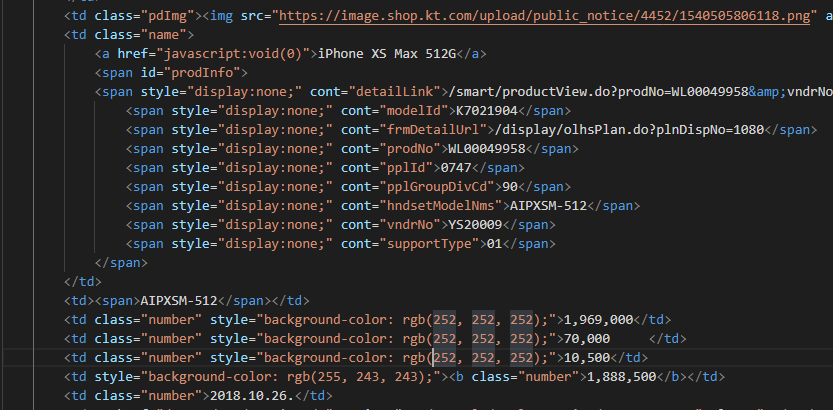 <td class="pdImg"><img src="https://image.shop.kt.com/upload/public_notice/4452/1540505806118.png" a
<td class="name">
<a href="javascript:void(0)">iPhone XS Max 512G</a>
<span id="prodInfo">
<span style="display:none;" cont="detailLink">/smart/productView.do?prodNo=WL00049958&amp;vndrNo
<span style="display:none;" cont="modelId">K7021904</span>
<span style="display:none;" cont="frmDetailUrl">/display/olhsPlan.do?plnDispNo=1080</span>
<span style="display:none;" cont="prodNo">WL00049958</span>
<span style="display:none;" cont="pplId">0747</span>
<span style="display:none;" cont="pplGroupDivCd">90</span>
<span style="display:none;" cont="hndsetModelNms">AIPXSM-512</span>
<span style="display:none;" cont="vndrNo">YS20009</span>
<span style="display:none;" cont="supportType">01</span>
</span>
</td>
<td><span>AIPXSM-512</span></td>
<td class="number" style="background-color: rgb(252, 252, 252);">1,969,000</td>
<td class="number" style="background-color: rgb(252, 252, 252);">70,000 </td>
<td class="number" style="background-color: rgb(252, 252, 252);">10,500</td>
<td style="background-color: rgb(255, 243, 243);"><b class="number">1,888,500</b></td>
<td class="number">2018.10.26.</td>